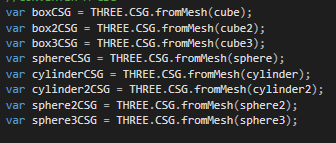 var boxCSG = THREE.CSG.fromMesh(cube);
var box2CSG = THREE.CSG.fromMesh(cube2);
var box3CSG = THREE.CSG.fromMesh(cube3);
var sphereCSG = THREE.CSG.fromMesh(sphere);
var cylinderCSG = THREE.CSG.fromMesh(cylinder);
var cylinder2CSG = THREE.CSG.fromMesh(cylinder2);
var sphere2CSG = THREE.CSG.fromMesh(sphere2);
var sphere3CSG = THREE.CSG.fromMesh(sphere3);